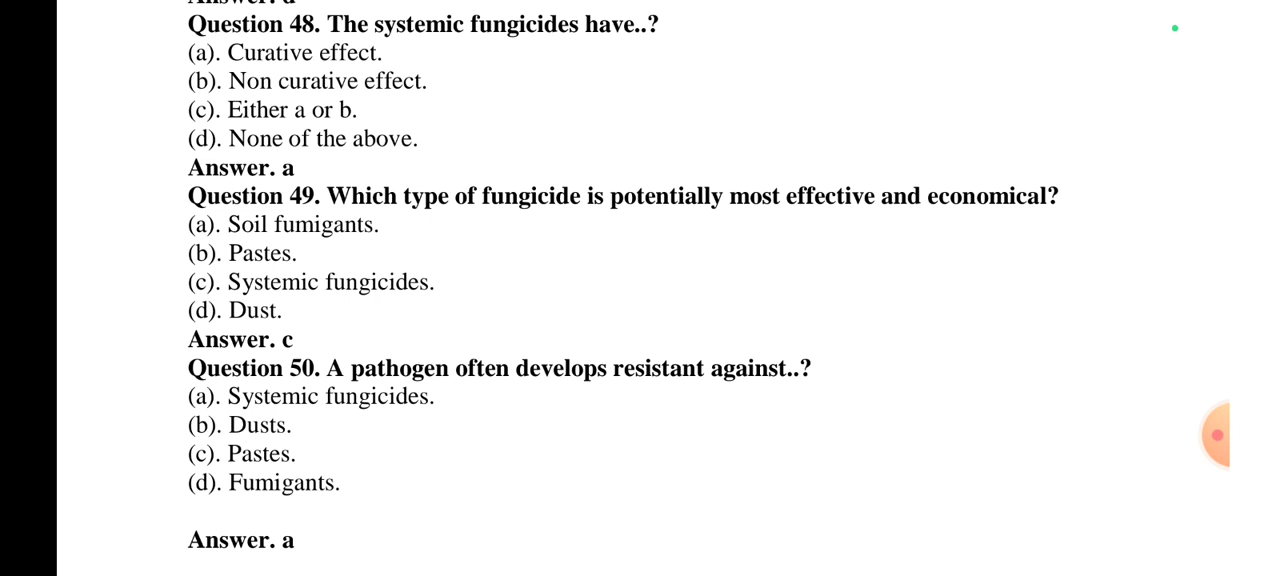 Question 48. The systemic fungicides have..?
(a). Curative effect.
(b). Non curative effect.
(c). Either a or b.
(d). None of the above.
Answer. a
Question 49. Which type of fungicide is potentially most effective and economical?
(a). Soil fumigants.
(b). Pastes.
(c). Systemic fungicides.
(d). Dust.
Answer. c
Question 50. A pathogen often develops resistant against..?
(a). Systemic fungicides.
(b). Dusts.
(c). Pastes.
(d). Fumigants.
Answer. a